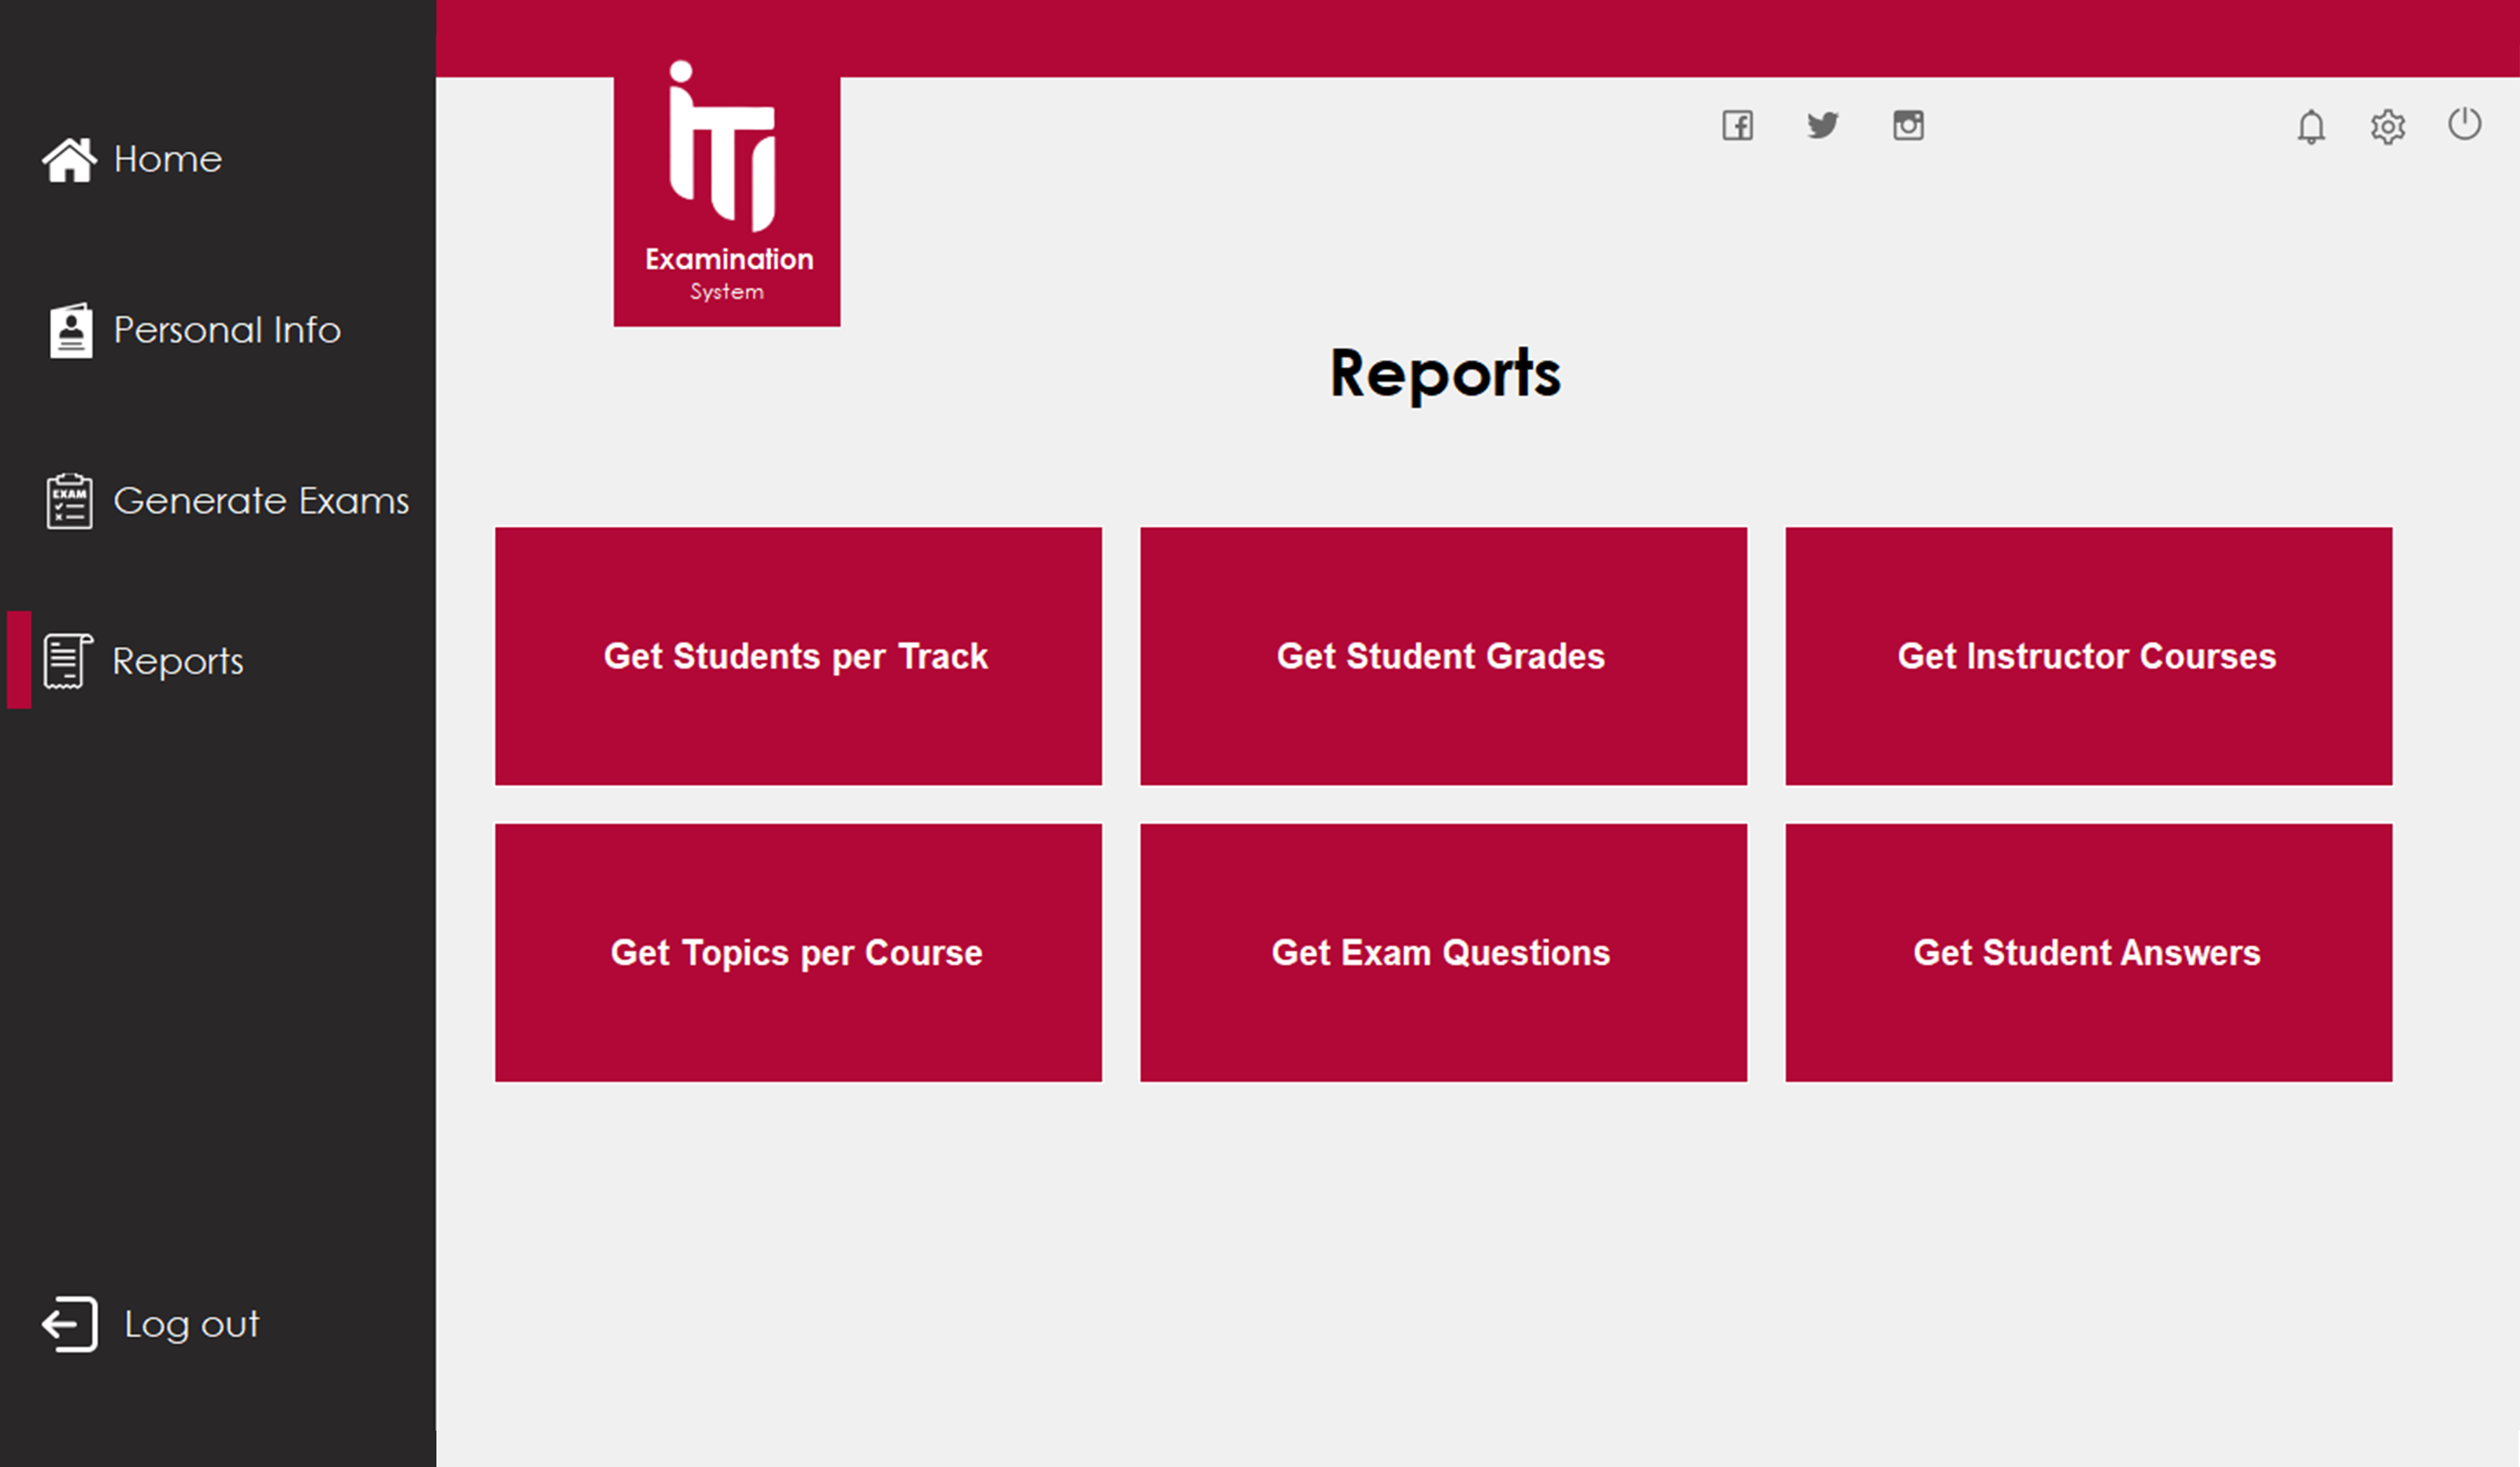 Home
Personal Info
EXAM
Generate Exams
Reports
Log out
iTi
Examination
System
Reports
Get Students per Track
Get Student Grades
Get Instructor Courses
Get Topics per Course
Get Exam Questions
Get Student Answers